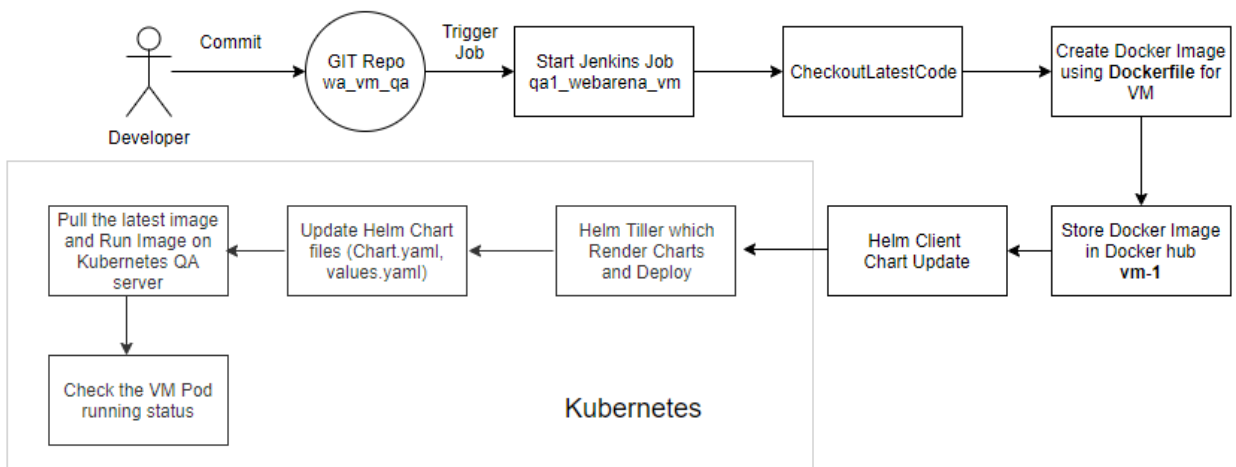 Commit
Developer
GIT Repo
wa_vm_qa
Trigger
Job
Start Jenkins Job
qa1_webarena_vm
CheckoutLatestCode
Create Docker Image
using Dockerfile for
VM
Store Docker Image
in Docker hub
vm-1
Helm Client
Chart Update
Helm Tiller which
Render Charts
and Deploy
Update Helm Chart
files (Chart.yaml,
values.yaml)
Pull the latest image
and Run Image on
Kubernetes QA
server
Check the VM Pod
running status
Kubernetes